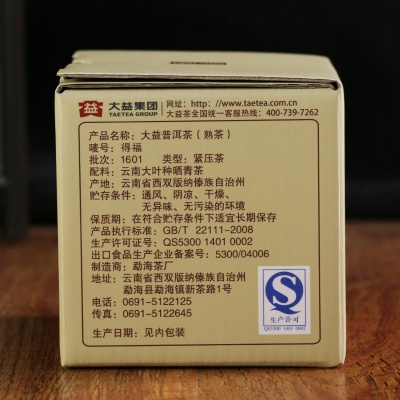 益
大益集团
TAETEA GROUP
网址：http://www.taetea.com.cn
大益茶全国统一客服热线：400-739-7262
产品名称：大益普洱茶（熟茶）
唛号：得福
批次：1601 类型：紧压茶
配料：云南大叶种晒青茶
产地：云南省西双版纳傣族自治州
贮存条件：通风、阴凉、干燥、
无异味、无污染的环境
保质期：在符合贮存条件下适宜长期保存
产品执行标准：GB/T 22111-2008
生产许可证号：QS5300 1401 0002
出口食品生产企业备案号：5300/04006
制造商：勐海茶厂
地址：云南省西双版纳傣族自治州
勐海县勐海镇新茶路1号
电话：0691-5122125
传真：0691-5122645
生产日期：见内包装
生产许可
QS5300 1401 0002